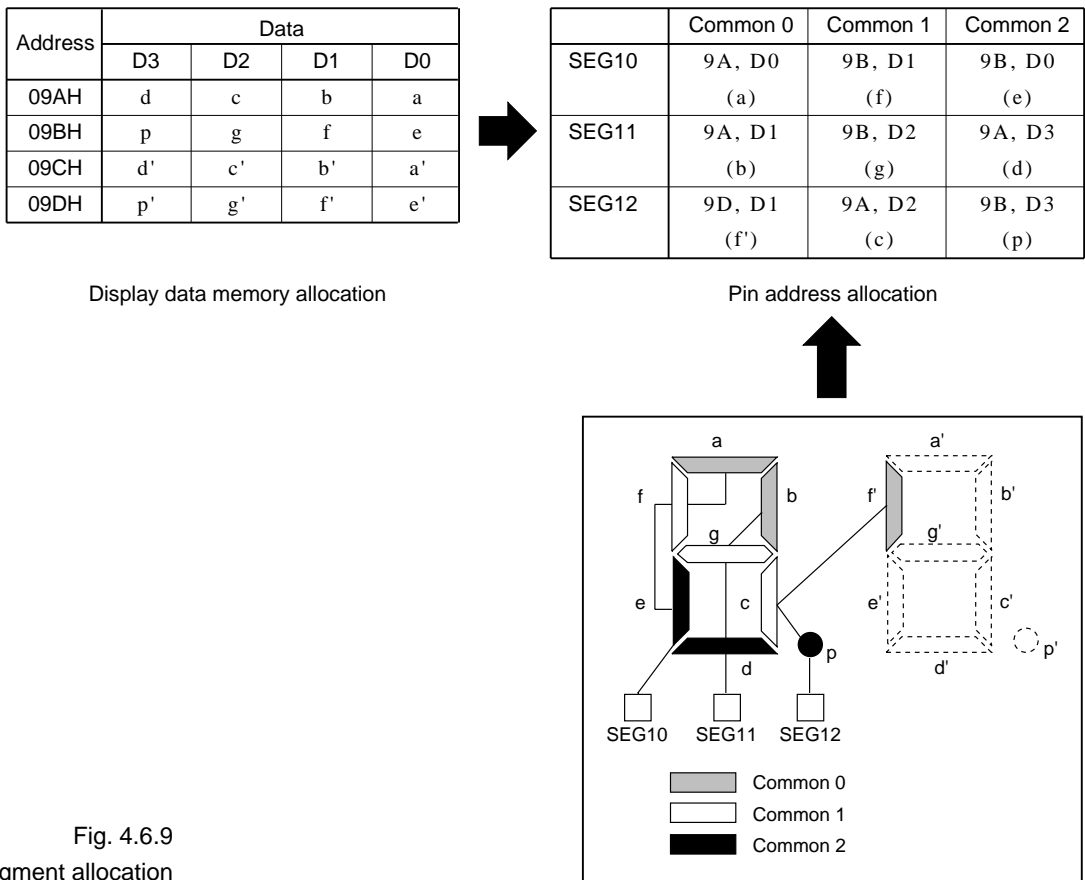 Address Data
D3 D2 D1 D0
09AH d c b a
09BH p g f e
09CH d' c' b' a'
09DH p' g' f' e'
Display data memory allocation
Common 0 Common 1 Common 2
SEG10 9A, D0 9B, D1 9B, D0
(a) (f) (e)
SEG11 9A, D1 9B, D2 9A, D3
(b) (g) (d)
SEG12 9D, D1 9A, D2 9B, D3
(f') (c) (p)
Pin address allocation
a a'
f b f' b'
g g'
e c e' c'
p p'
d d'
SEG10 SEG11 SEG12
Common 0
Common 1
Common 2
Fig. 4.6.9
gment allocation